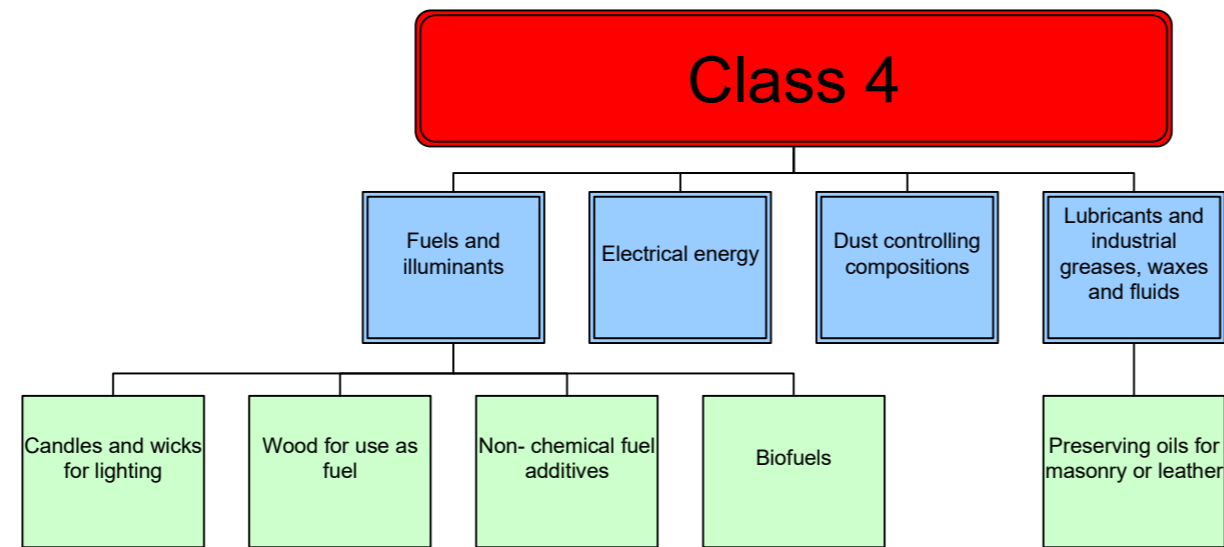 Class 4
Fuels and
illuminants
Electrical energy
Dust controlling
compositions
Lubricants and
industrial
greases, waxes
and fluids
Candles and wicks
for lighting
Wood for use as
fuel
Non- chemical fuel
additives
Biofuels
Preserving oils for
masonry or leather